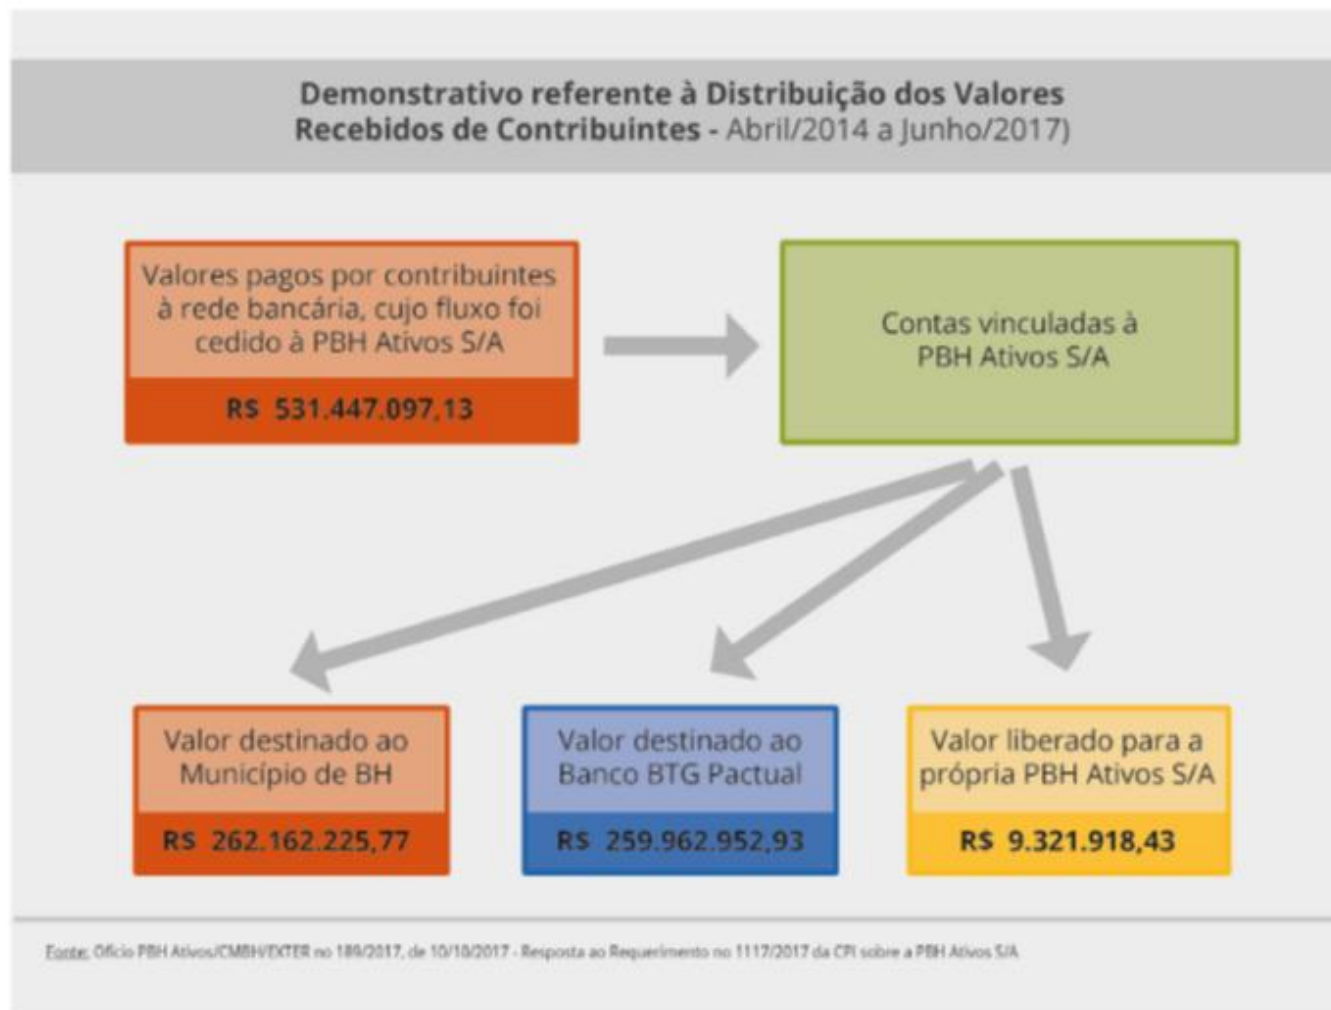 Demonstrativo referente à Distribuição dos Valores
Recebidos de Contribuintes - Abril/2014 a Junho/2017)
Valores pagos por contribuintes
à rede bancária, cujo fluxo foi
cedido à PBH Ativos S/A
R$ 531.447.097,13
Contas vinculadas à
PBH Ativos S/A
Valor destinado ao
Município de BH
R$ 262.162.225,77
Valor destinado ao
Banco BTG Pactual
R$ 259.962.952,93
Valor liberado para a
própria PBH Ativos S/A
R$ 9.321.918,43
Fonte: Ofício PBH Ativos/CMBH/EXTER no 189/2017, de 10/10/2017 - Resposta ao Requerimento no 1117/2017 da CPI sobre a PBH Ativos S/A